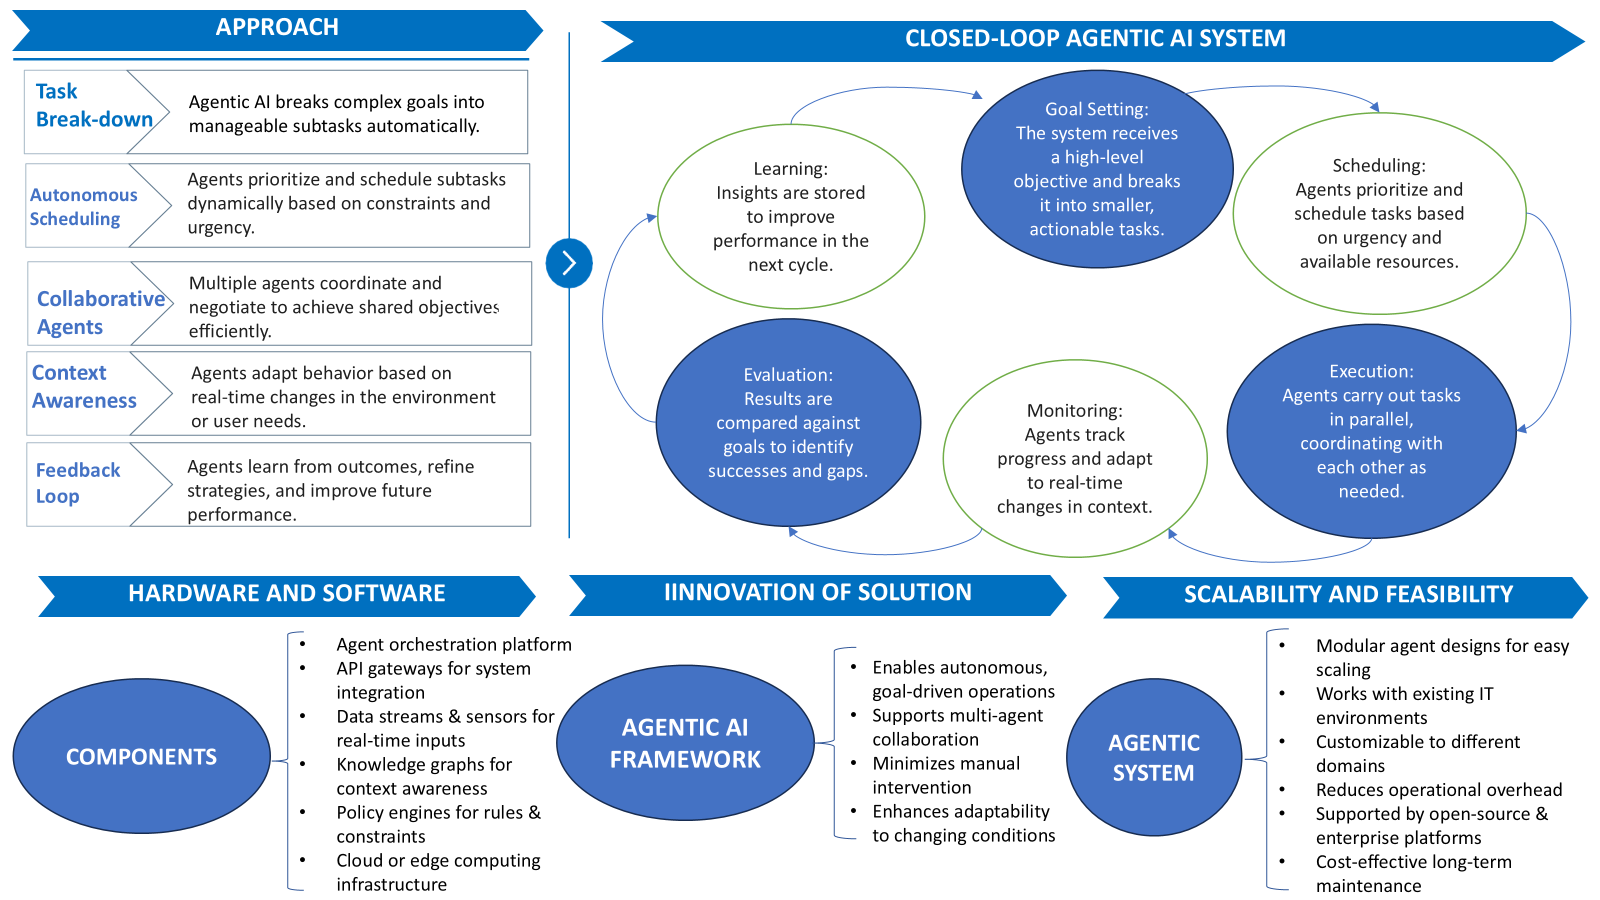 APPROACH
Task
Break-down
Agentic AI breaks complex goals into
manageable subtasks automatically.
Autonomous
Scheduling
Agents prioritize and schedule subtasks
dynamically based on constraints and
urgency.
Collaborative
Agents
Multiple agents coordinate and
negotiate to achieve shared objectives
efficiently.
Context
Awareness
Agents adapt behavior based on
real-time changes in the environment
or user needs.
Feedback
Loop
Agents learn from outcomes, refine
strategies, and improve future
performance.
CLOSED-LOOP AGENTIC AI SYSTEM
Goal Setting:
The system receives
a high-level
objective and breaks
it into smaller,
actionable tasks.
Scheduling:
Agents prioritize and
schedule tasks based
on urgency and
available resources.
Execution:
Agents carry out tasks
in parallel,
coordinating with
each other as
needed.
Monitoring:
Agents track
progress and adapt
to real-time
changes in context.
Evaluation:
Results are
compared against
goals to identify
successes and gaps.
Learning:
Insights are stored
to improve
performance in the
next cycle.
HARDWARE AND SOFTWARE
COMPONENTS
• Agent orchestration platform
• API gateways for system
integration
• Data streams & sensors for
real-time inputs
• Knowledge graphs for
context awareness
• Policy engines for rules &
constraints
• Cloud or edge computing
infrastructure
IINNOVATION OF SOLUTION
AGENTIC AI
FRAMEWORK
• Enables autonomous,
goal-driven operations
• Supports multi-agent
collaboration
• Minimizes manual
intervention
• Enhances adaptability
to changing conditions
SCALABILITY AND FEASIBILITY
AGENTIC
SYSTEM
• Modular agent designs for easy
scaling
• Works with existing IT
environments
• Customizable to different
domains
• Reduces operational overhead
• Supported by open-source &
enterprise platforms
• Cost-effective long-term
maintenance